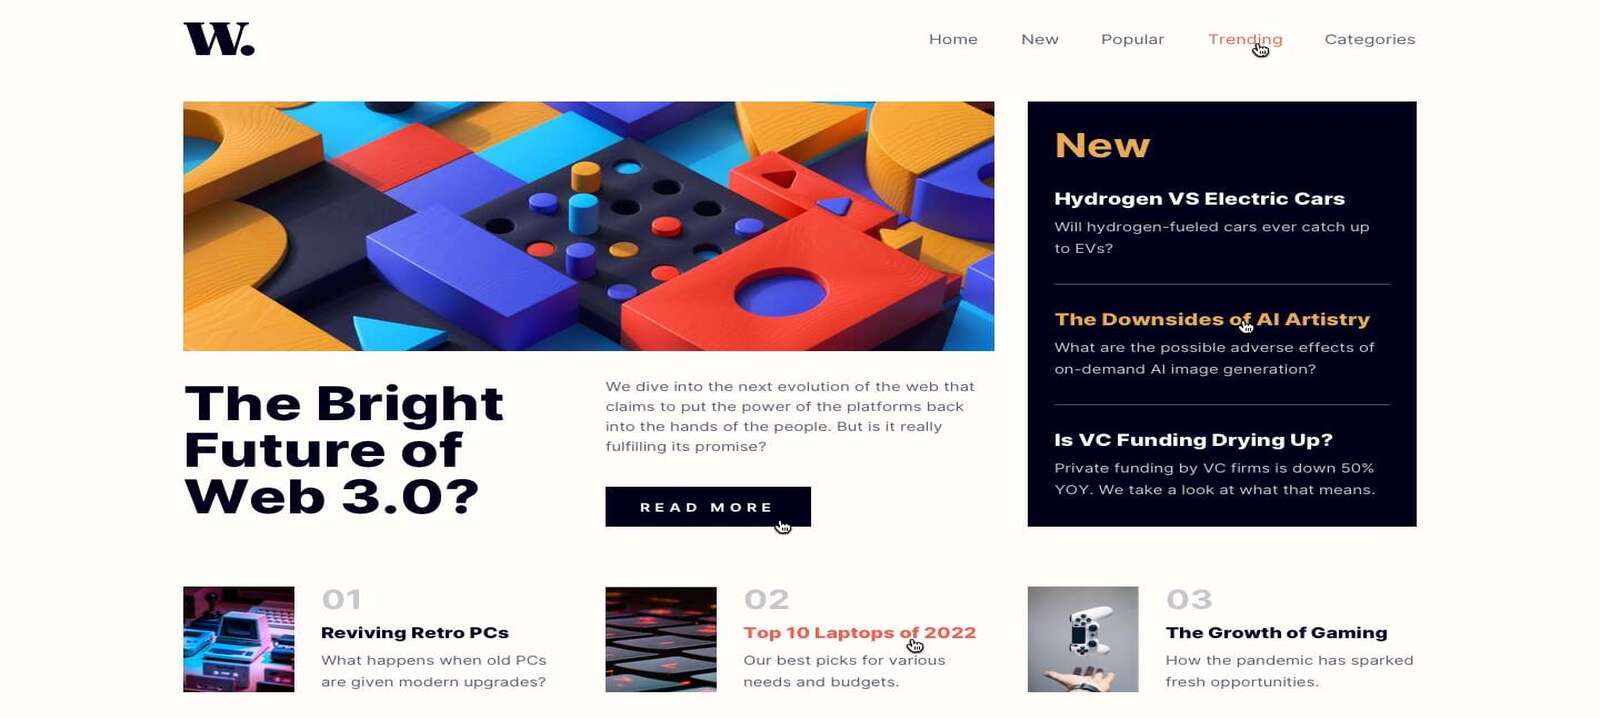 W.
Home New Popular Trending Categories
The Bright
Future of
Web 3.0?
We dive into the next evolution of the web that
claims to put the power of the platforms back
into the hands of the people. But is it really
fulfilling its promise?
READ MORE
New
Hydrogen VS Electric Cars
Will hydrogen-fueled cars ever catch up
to EVs?
The Downsides of AI Artistry
What are the possible adverse effects of
on-demand AI image generation?
Is VC Funding Drying Up?
Private funding by VC firms is down 50%
YOY. We take a look at what that means.
01
Reviving Retro PCs
What happens when old PCs
are given modern upgrades?
02
Top 10 Laptops of 2022
Our best picks for various
needs and budgets.
03
The Growth of Gaming
How the pandemic has sparked
fresh opportunities.